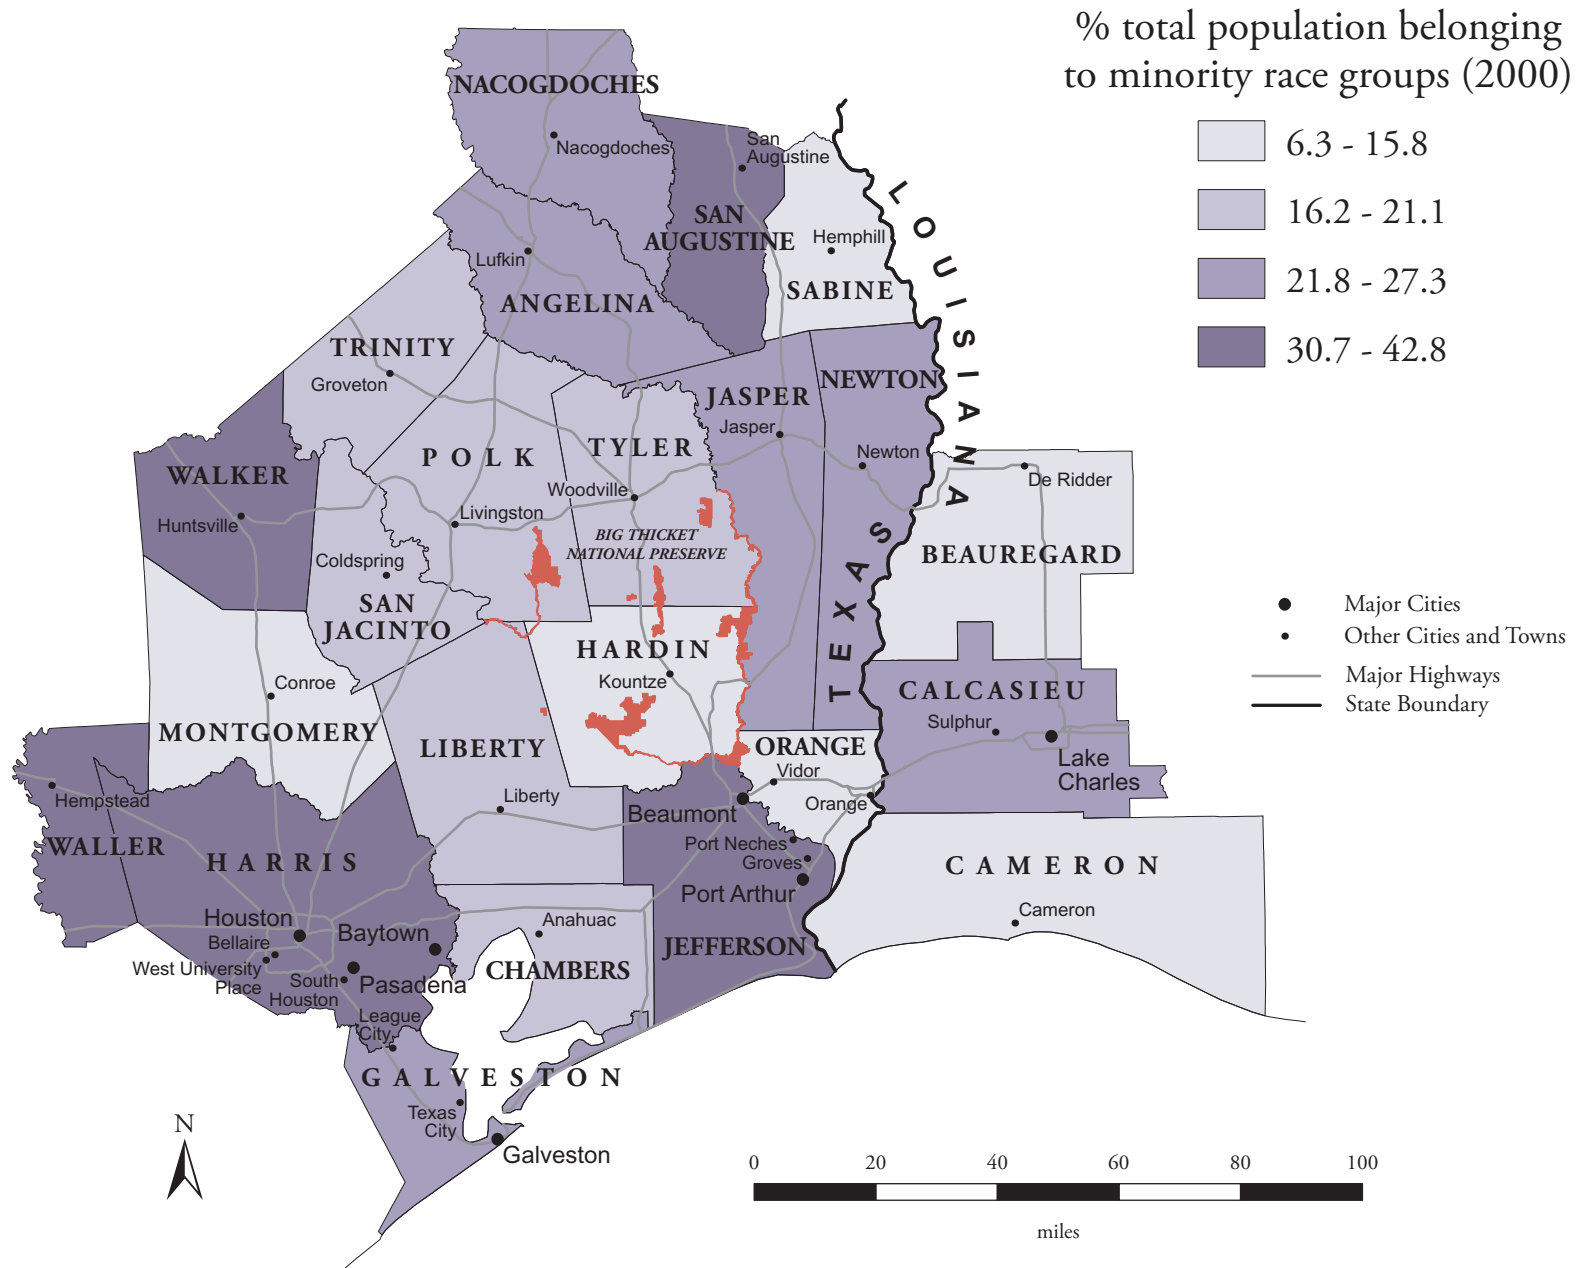 % total population belonging
to minority race groups (2000)
6.3 - 15.8
16.2 - 21.1
21.8 - 27.3
30.7 - 42.8
NACOGDOCHES
Nacogdoches
San
Augustine
SAN
AUGUSTINE
Hemphill
SABINE
LOUISIANA
Lufkin
ANGELINA
TRINITY
Groveton
JASPER
Jasper
NEWTON
Newton
WALKER
Huntsville
POLK
Livingston
TYLER
Woodville
BIG THICKET
NATIONAL PRESERVE
De Ridder
BEAUREGARD
TEXAS
Coldspring
SAN
JACINTO
HARDIN
Kountze
Major Cities
Other Cities and Towns
Major Highways
State Boundary
Conroe
MONTGOMERY
LIBERTY
Liberty
ORANGE
Vidor
Orange
CALCASIEU
Sulphur
Lake
Charles
Hempstead
WALLER
HARRIS
Beaumont
Port Neches
Groves
Port Arthur
JEFFERSON
CAMERON
Cameron
Houston
Bellaire
West University
Place
Baytown
South
Houston
Pasadena
League
City
Anahuac
CHAMBERS
GALVESTON
Texas
City
Galveston
N
0 20 40 60 80 100
miles